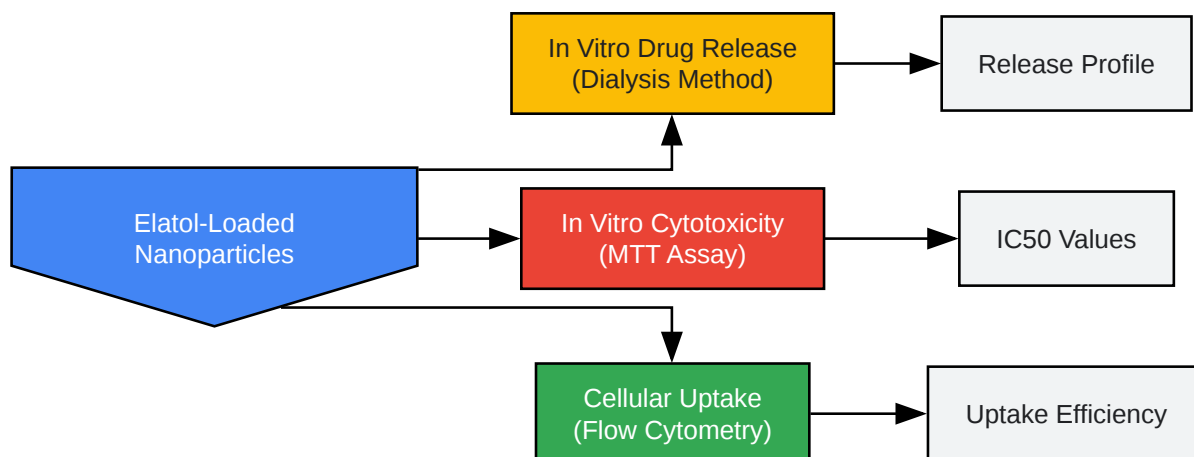 In Vitro Drug Release
(Dialysis Method)
Release Profile
Elatol-Loaded
Nanoparticles
In Vitro Cytotoxicity
(MTT Assay)
IC50 Values
Cellular Uptake
(Flow Cytometry)
Uptake Efficiency